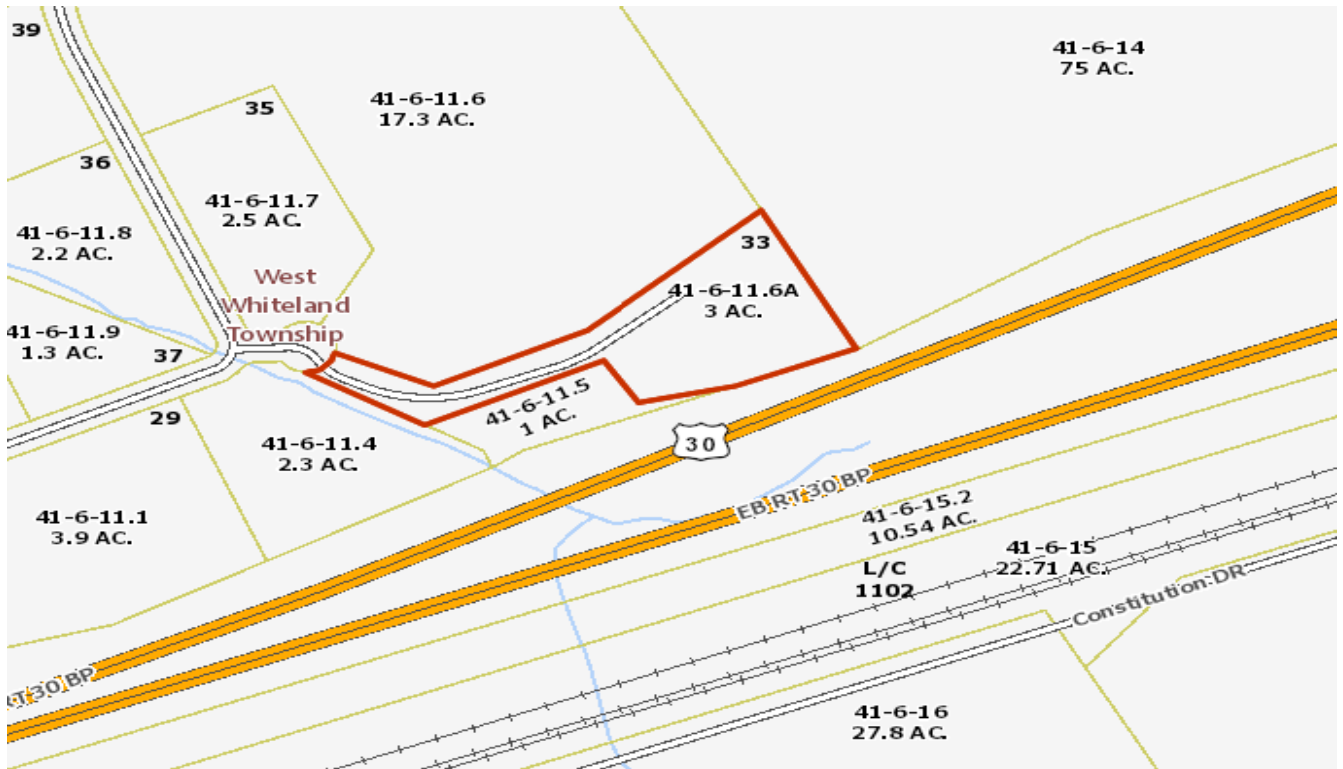 39
41-6-14
75 AC.
41-6-11.6
17.3 AC.
35
36
41-6-11.7
2.5 AC.
41-6-11.8
2.2 AC.
33
West
Whiteland
Township
41-6-11.6A
3 AC.
41-6-11.9
1.3 AC.
37
41-6-11.5
1 AC.
29
41-6-11.4
2.3 AC.
30
EB RT 30 BP
41-6-15.2
10.54 AC.
41-6-11.1
3.9 AC.
41-6-15
22.71 AC.
L/C
1102
Constitution DR
RT 30 BP
41-6-16
27.8 AC.